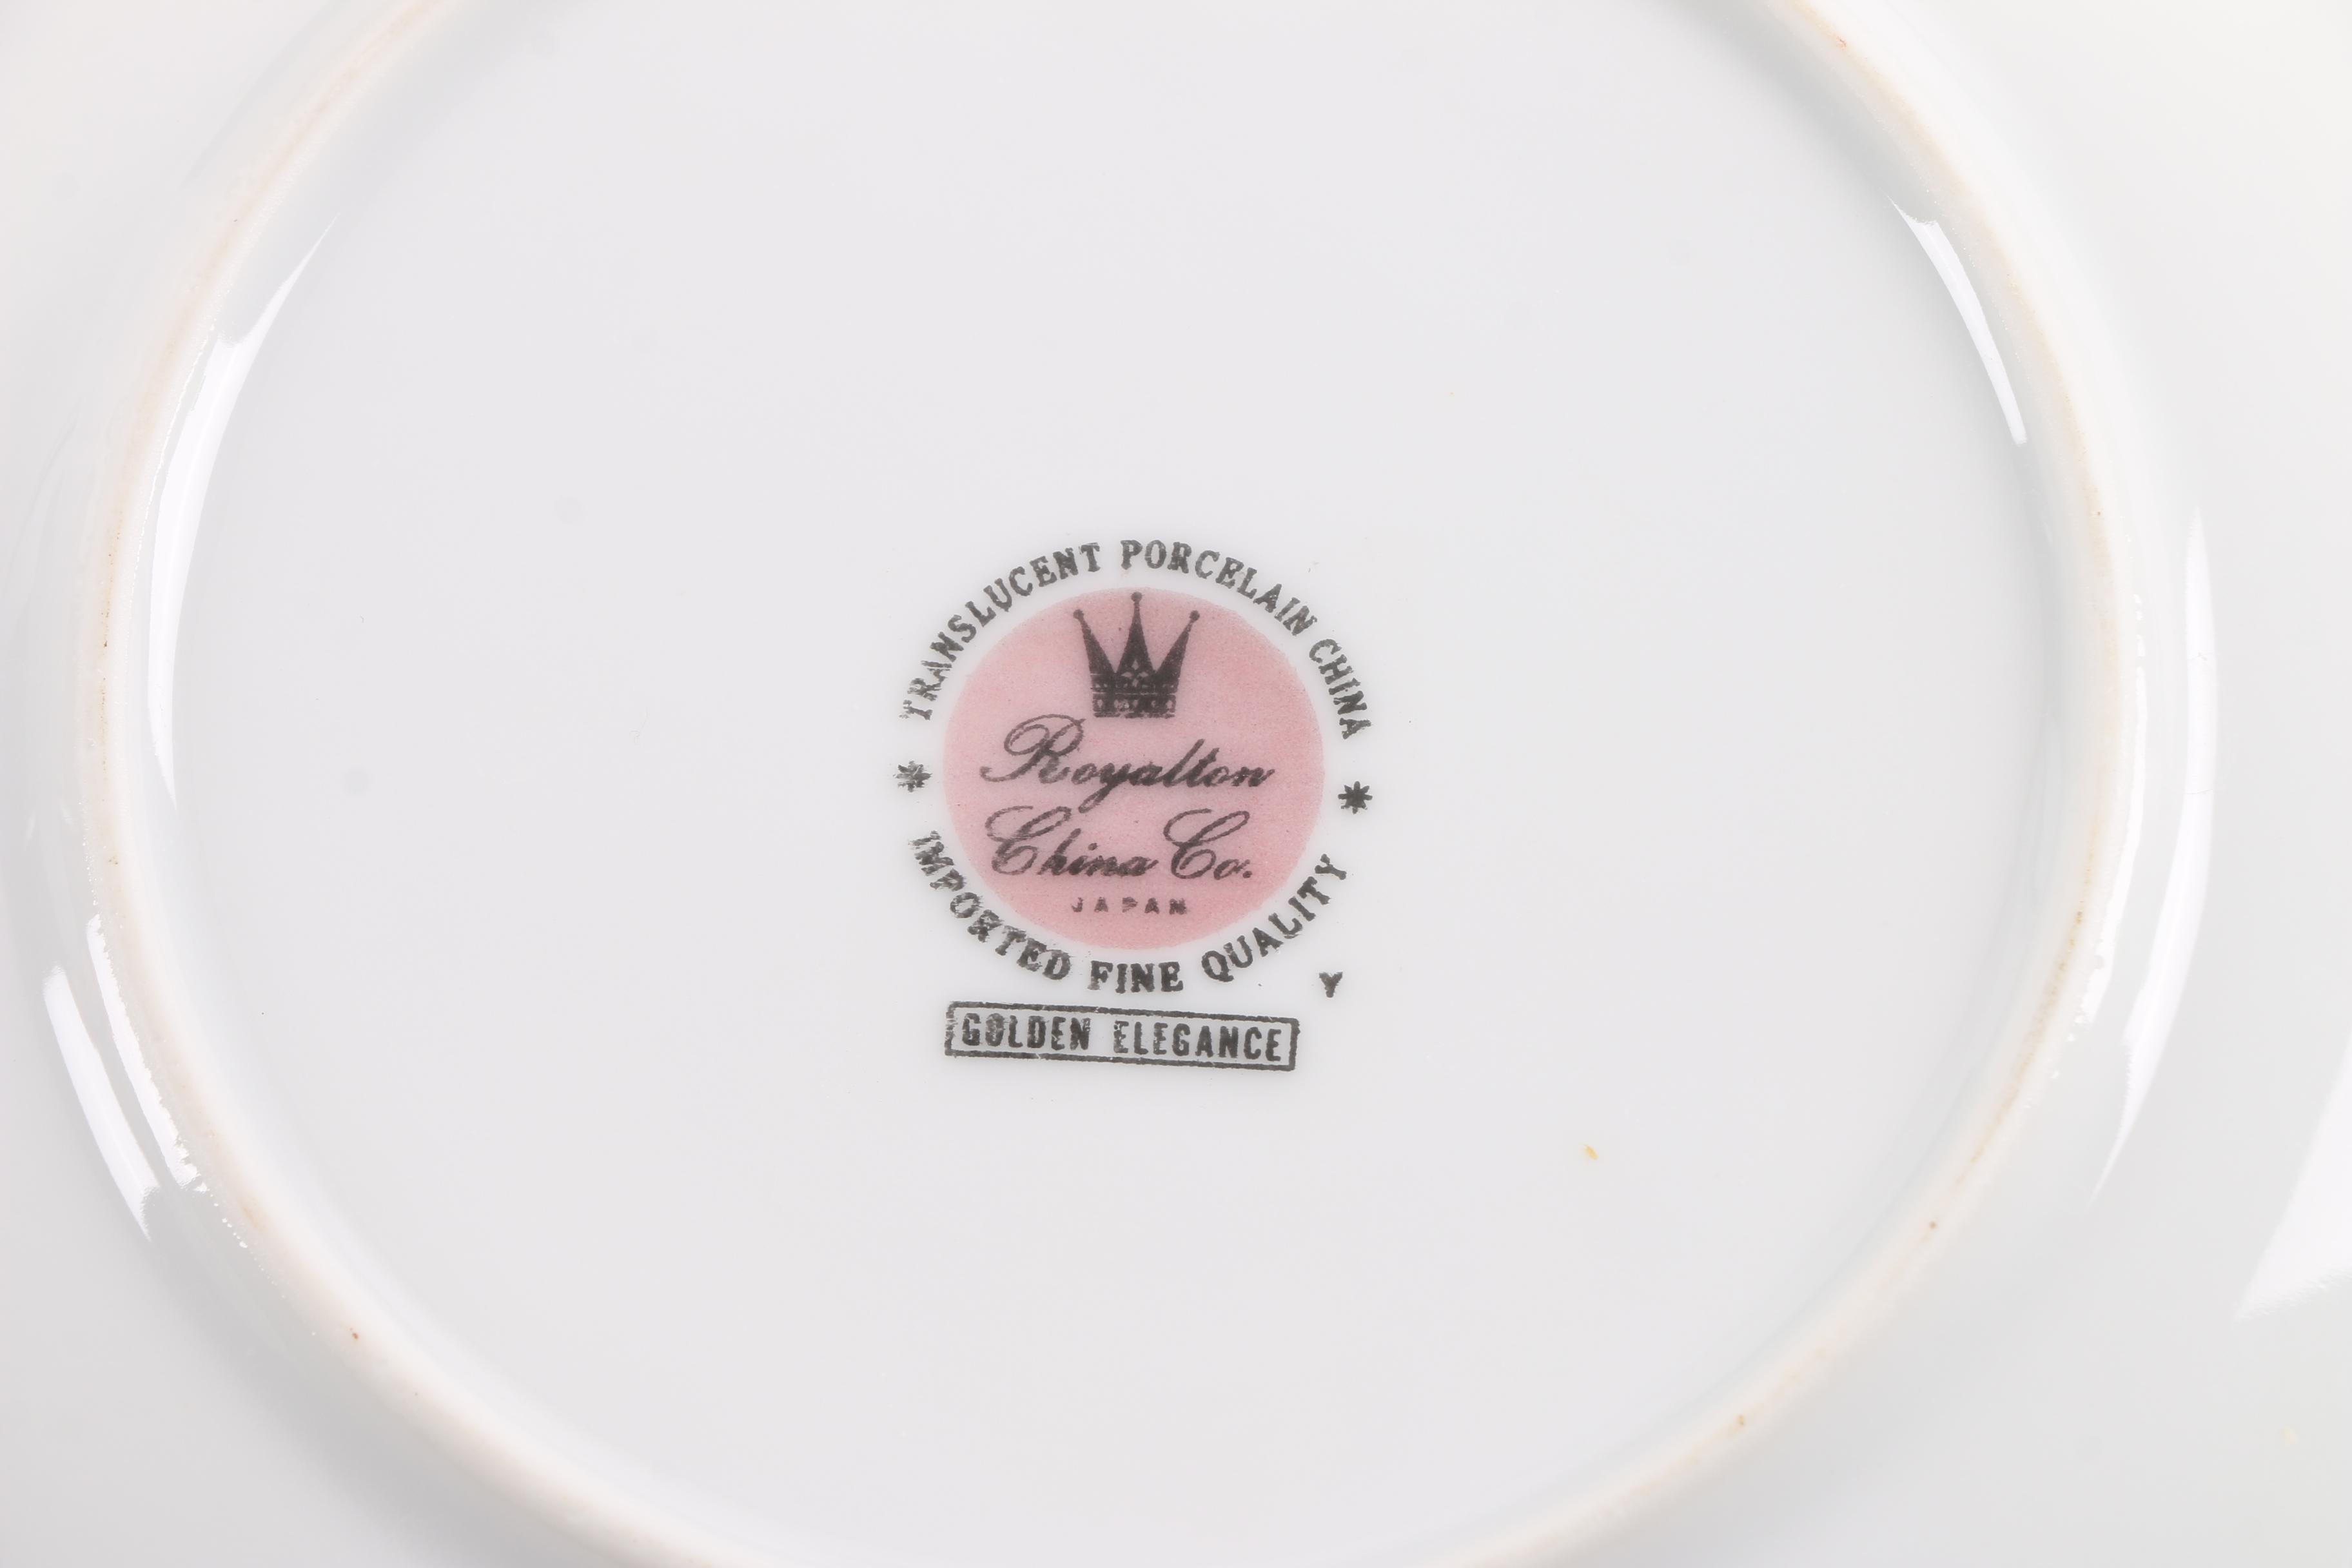 TRANSLUCENT PORCELAIN CHINA
Royalton
China Co.
JAPAN
IMPORTED FINE QUALITY
Y
GOLDEN ELEGANCE